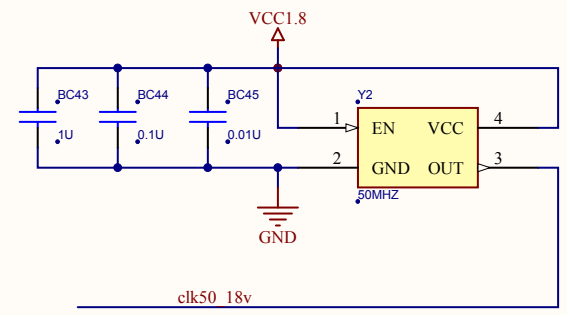 VCC1.8
BC43
BC44
BC45
Y2
1U
0.1U
0.01U
1
EN
VCC
4
2
GND
OUT
3
50MHZ
GND
clk50_18v